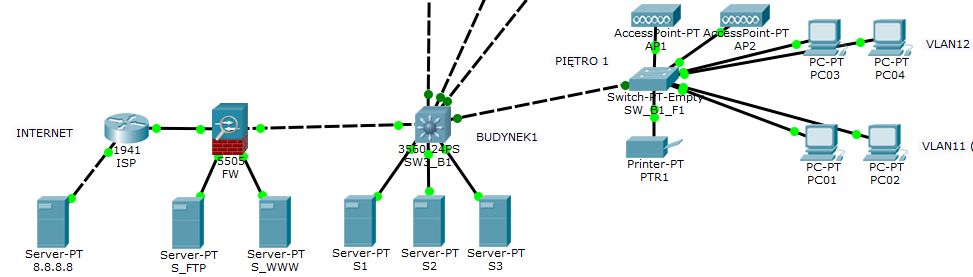 AccessPoint-PT
AP1
AccessPoint-PT
AP2
PIĘTRO 1
PC-PT
PC03
PC-PT
PC04
VLAN12
Switch-PT-Empty
SW_B1_F1
INTERNET
1941
ISP
5505
FW
3560-24PS
SW3_B1
BUDYNEK1
Printer-PT
PTR1
PC-PT
PC01
PC-PT
PC02
VLAN11 (
Server-PT
8.8.8.8
Server-PT
S_FTP
Server-PT
S_WWW
Server-PT
S1
Server-PT
S2
Server-PT
S3